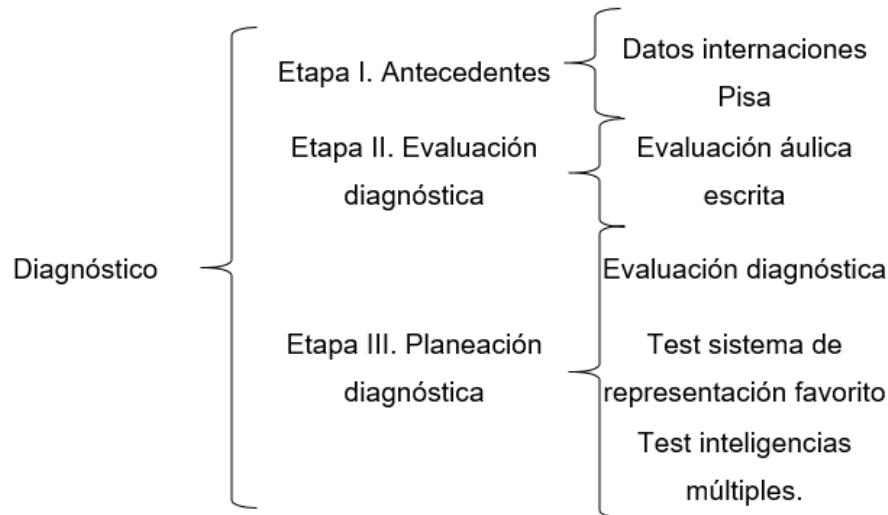 Diagnóstico
Etapa I. Antecedentes
Datos internaciones
Pisa
Etapa II. Evaluación
diagnóstica
Evaluación áulica
escrita
Etapa III. Planeación
diagnóstica
Evaluación diagnóstica
Test sistema de
representación favorito
Test inteligencias
múltiples.